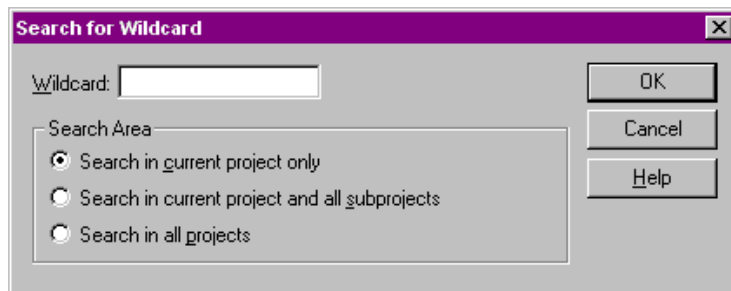 Search for Wildcard
Wildcard:
OK
Search Area
Cancel
Search in current project only
Help
Search in current project and all subprojects
Search in all projects